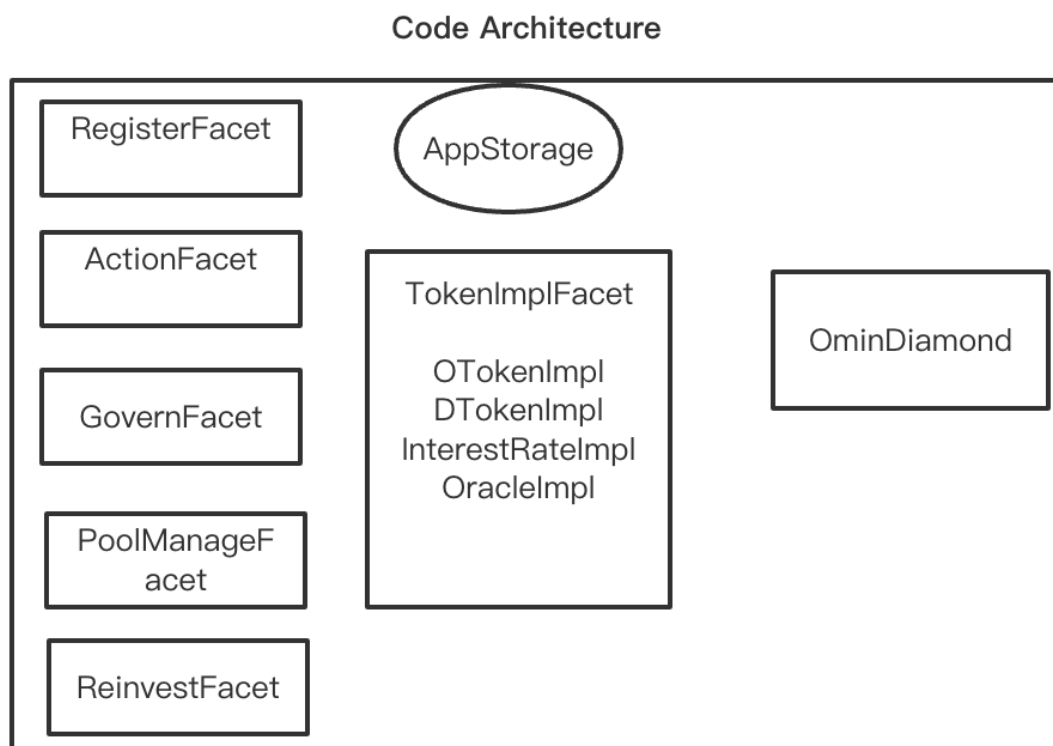 Code Architecture
RegisterFacet
AppStorage
ActionFacet
TokenImplFacet
OTokenImpl
DTokenImpl
InterestRateImpl
OracleImpl
OminDiamond
GovernFacet
PoolManageF
acet
ReinvestFacet